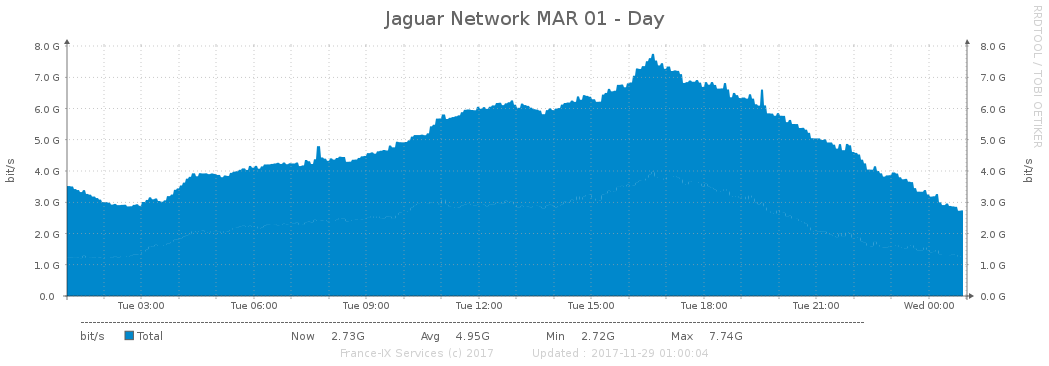 Jaguar Network MAR 01 - Day
RRDTOOL / TOBI OETIKER
bit/s
8.0 G 8.0 G
7.0 G 7.0 G
6.0 G 6.0 G
5.0 G 5.0 G
4.0 G 4.0 G
3.0 G 3.0 G
2.0 G 2.0 G
1.0 G 1.0 G
0.0 0.0 G
bit/s
Tue 03:00 Tue 06:00 Tue 09:00 Tue 12:00 Tue 15:00 Tue 18:00 Tue 21:00 Wed 00:00
bit/s Total Now 2.73G Avg 4.95G Min 2.72G Max 7.74G
France-IX Services (c) 2017 Updated : 2017-11-29 01:00:04